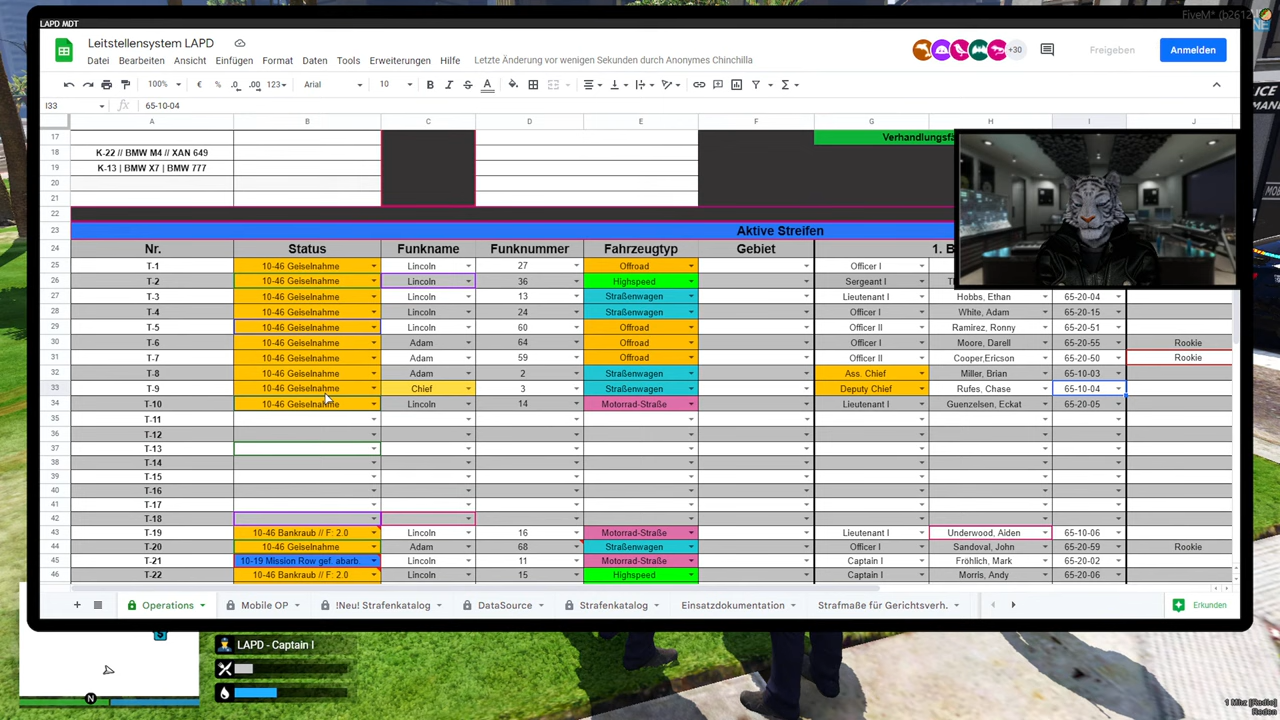 LAPD MDT
FiveM* (b2612
Leitstellensystem LAPD
+30
Freigeben
Anmelden
Datei Bearbeiten Ansicht Einfügen Format Daten Tools Erweiterungen Hilfe Letzte Änderung vor wenigen Sekunden durch Anonymes Chinchilla
100% € % .0 .00 123 Arial 10
I33 65-10-04
A B C D E F G H I J
17 Verhandlungsfä
18 K-22 // BMW M4 // XAN 649
19 K-13 | BMW X7 | BMW 777
20
21
22
23 Aktive Streifen
24 Nr. Status Funkname Funknummer Fahrzeugtyp Gebiet 1. B
25 T-1 10-46 Geiselnahme Lincoln 27 Offroad Officer I
26 T-2 10-46 Geiselnahme Lincoln 36 Highspeed Sergeant I
27 T-3 10-46 Geiselnahme Lincoln 13 Straßenwagen Lieutenant I Hobbs, Ethan 65-20-04
28 T-4 10-46 Geiselnahme Lincoln 24 Straßenwagen Officer I White, Adam 65-20-15
29 T-5 10-46 Geiselnahme Lincoln 60 Offroad Officer II Ramirez, Ronny 65-20-51
30 T-6 10-46 Geiselnahme Adam 64 Offroad Officer I Moore, Darell 65-20-55 Rookie
31 T-7 10-46 Geiselnahme Adam 59 Offroad Officer II Cooper,Ericson 65-20-50 Rookie
32 T-8 10-46 Geiselnahme Adam 2 Straßenwagen Ass. Chief Miller, Brian 65-10-03
33 T-9 10-46 Geiselnahme Chief 3 Straßenwagen Deputy Chief Rufes, Chase 65-10-04
34 T-10 10-46 Geiselnahme Lincoln 14 Motorrad-Straße Lieutenant I Guenzelsen, Eckat 65-20-05
35 T-11
36 T-12
37 T-13
38 T-14
39 T-15
40 T-16
41 T-17
42 T-18
43 T-19 10-46 Bankraub // F: 2.0 Lincoln 16 Motorrad-Straße Lieutenant I Underwood, Aiden 65-10-06
44 T-20 10-46 Geiselnahme Adam 68 Straßenwagen Officer I Sandoval, John 65-20-59 Rookie
45 T-21 10-19 Mission Row gef. abarb. Lincoln 11 Motorrad-Straße Captain I Fröhlich, Mark 65-20-02
46 T-22 10-46 Bankraub // F: 2.0 Lincoln 15 Highspeed Captain I Morris, Andy 65-20-06
Operations Mobile OP !Neu! Strafenkatalog DataSource Strafenkatalog Einsatzdokumentation Strafmaße für Gerichtsverh. Erkunden
LAPD - Captain I
N
1 Mhz [Radio]
Reden